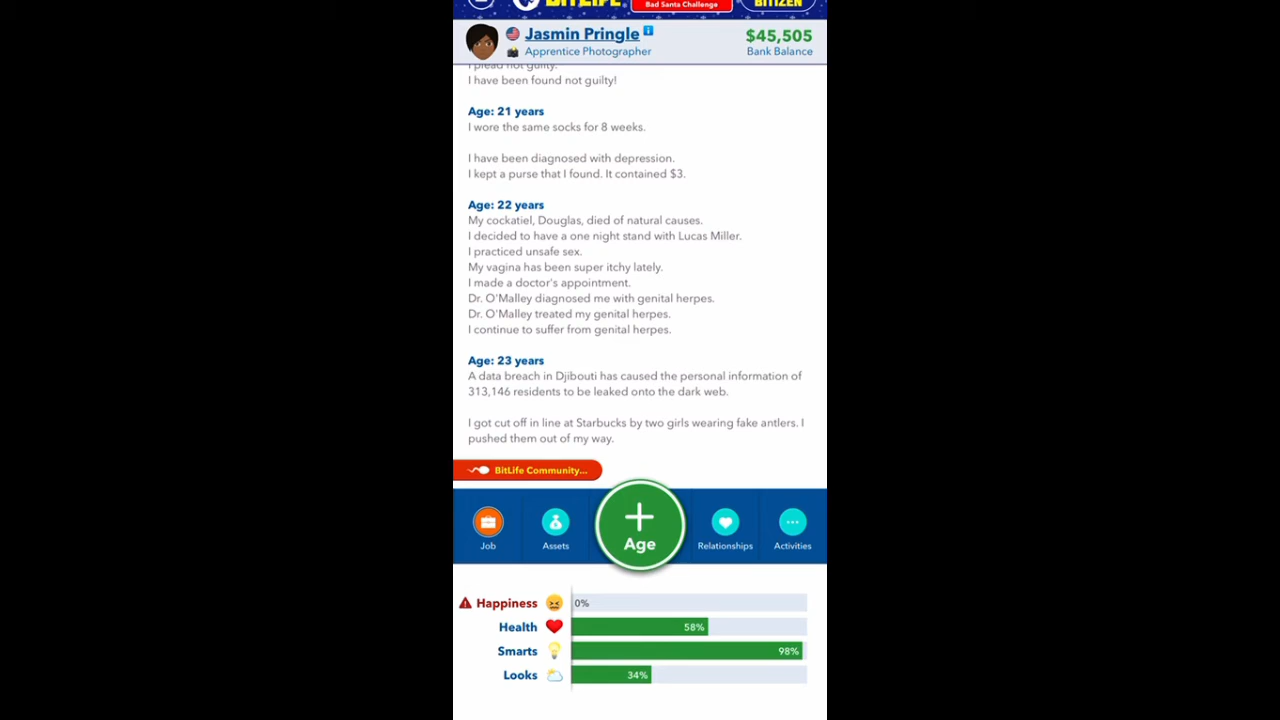 BITLIFE
Bad Santa Challenge
BITIZEN
Jasmin Pringle
$45,505
Apprentice Photographer
Bank Balance
I plead not guilty.
I have been found not guilty!
Age: 21 years
I wore the same socks for 8 weeks.
I have been diagnosed with depression.
I kept a purse that I found. It contained $3.
Age: 22 years
My cockatiel, Douglas, died of natural causes.
I decided to have a one night stand with Lucas Miller.
I practiced unsafe sex.
My vagina has been super itchy lately.
I made a doctor's appointment.
Dr. O'Malley diagnosed me with genital herpes.
Dr. O'Malley treated my genital herpes.
I continue to suffer from genital herpes.
Age: 23 years
A data breach in Djibouti has caused the personal information of
313,146 residents to be leaked onto the dark web.
I got cut off in line at Starbucks by two girls wearing fake antlers. I
pushed them out of my way.
BitLife Community...
Job
Assets
Age
Relationships
Activities
Happiness 0%
Health 58%
Smarts 98%
Looks 34%